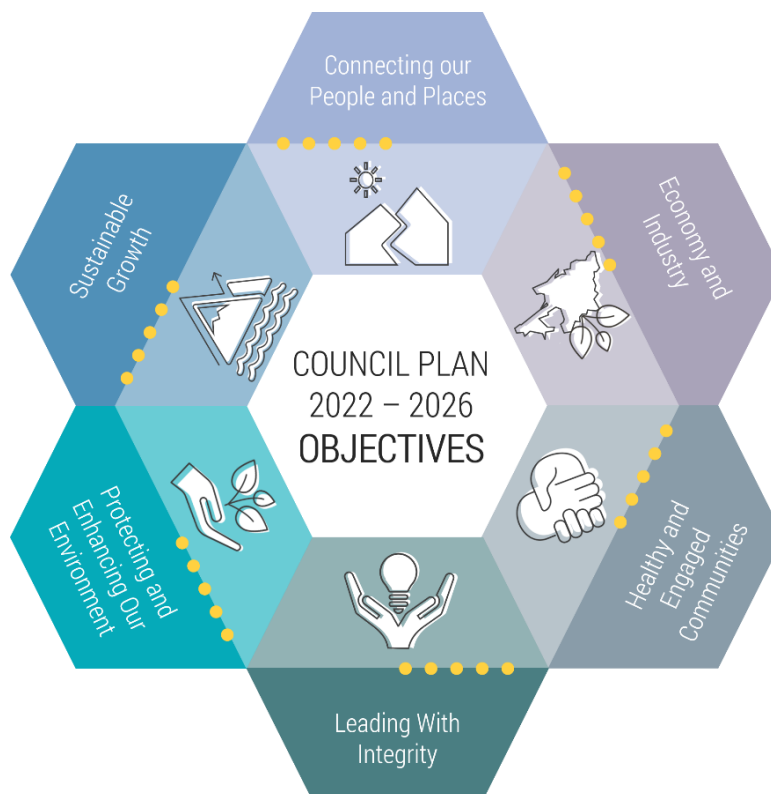 Connecting our
People and Places
Economy and
Industry
Healthy and
Engaged
Communities
Leading With
Integrity
Protecting and
Enhancing Our
Environment
Sustainable
Growth
COUNCIL PLAN
2022 – 2026
OBJECTIVES